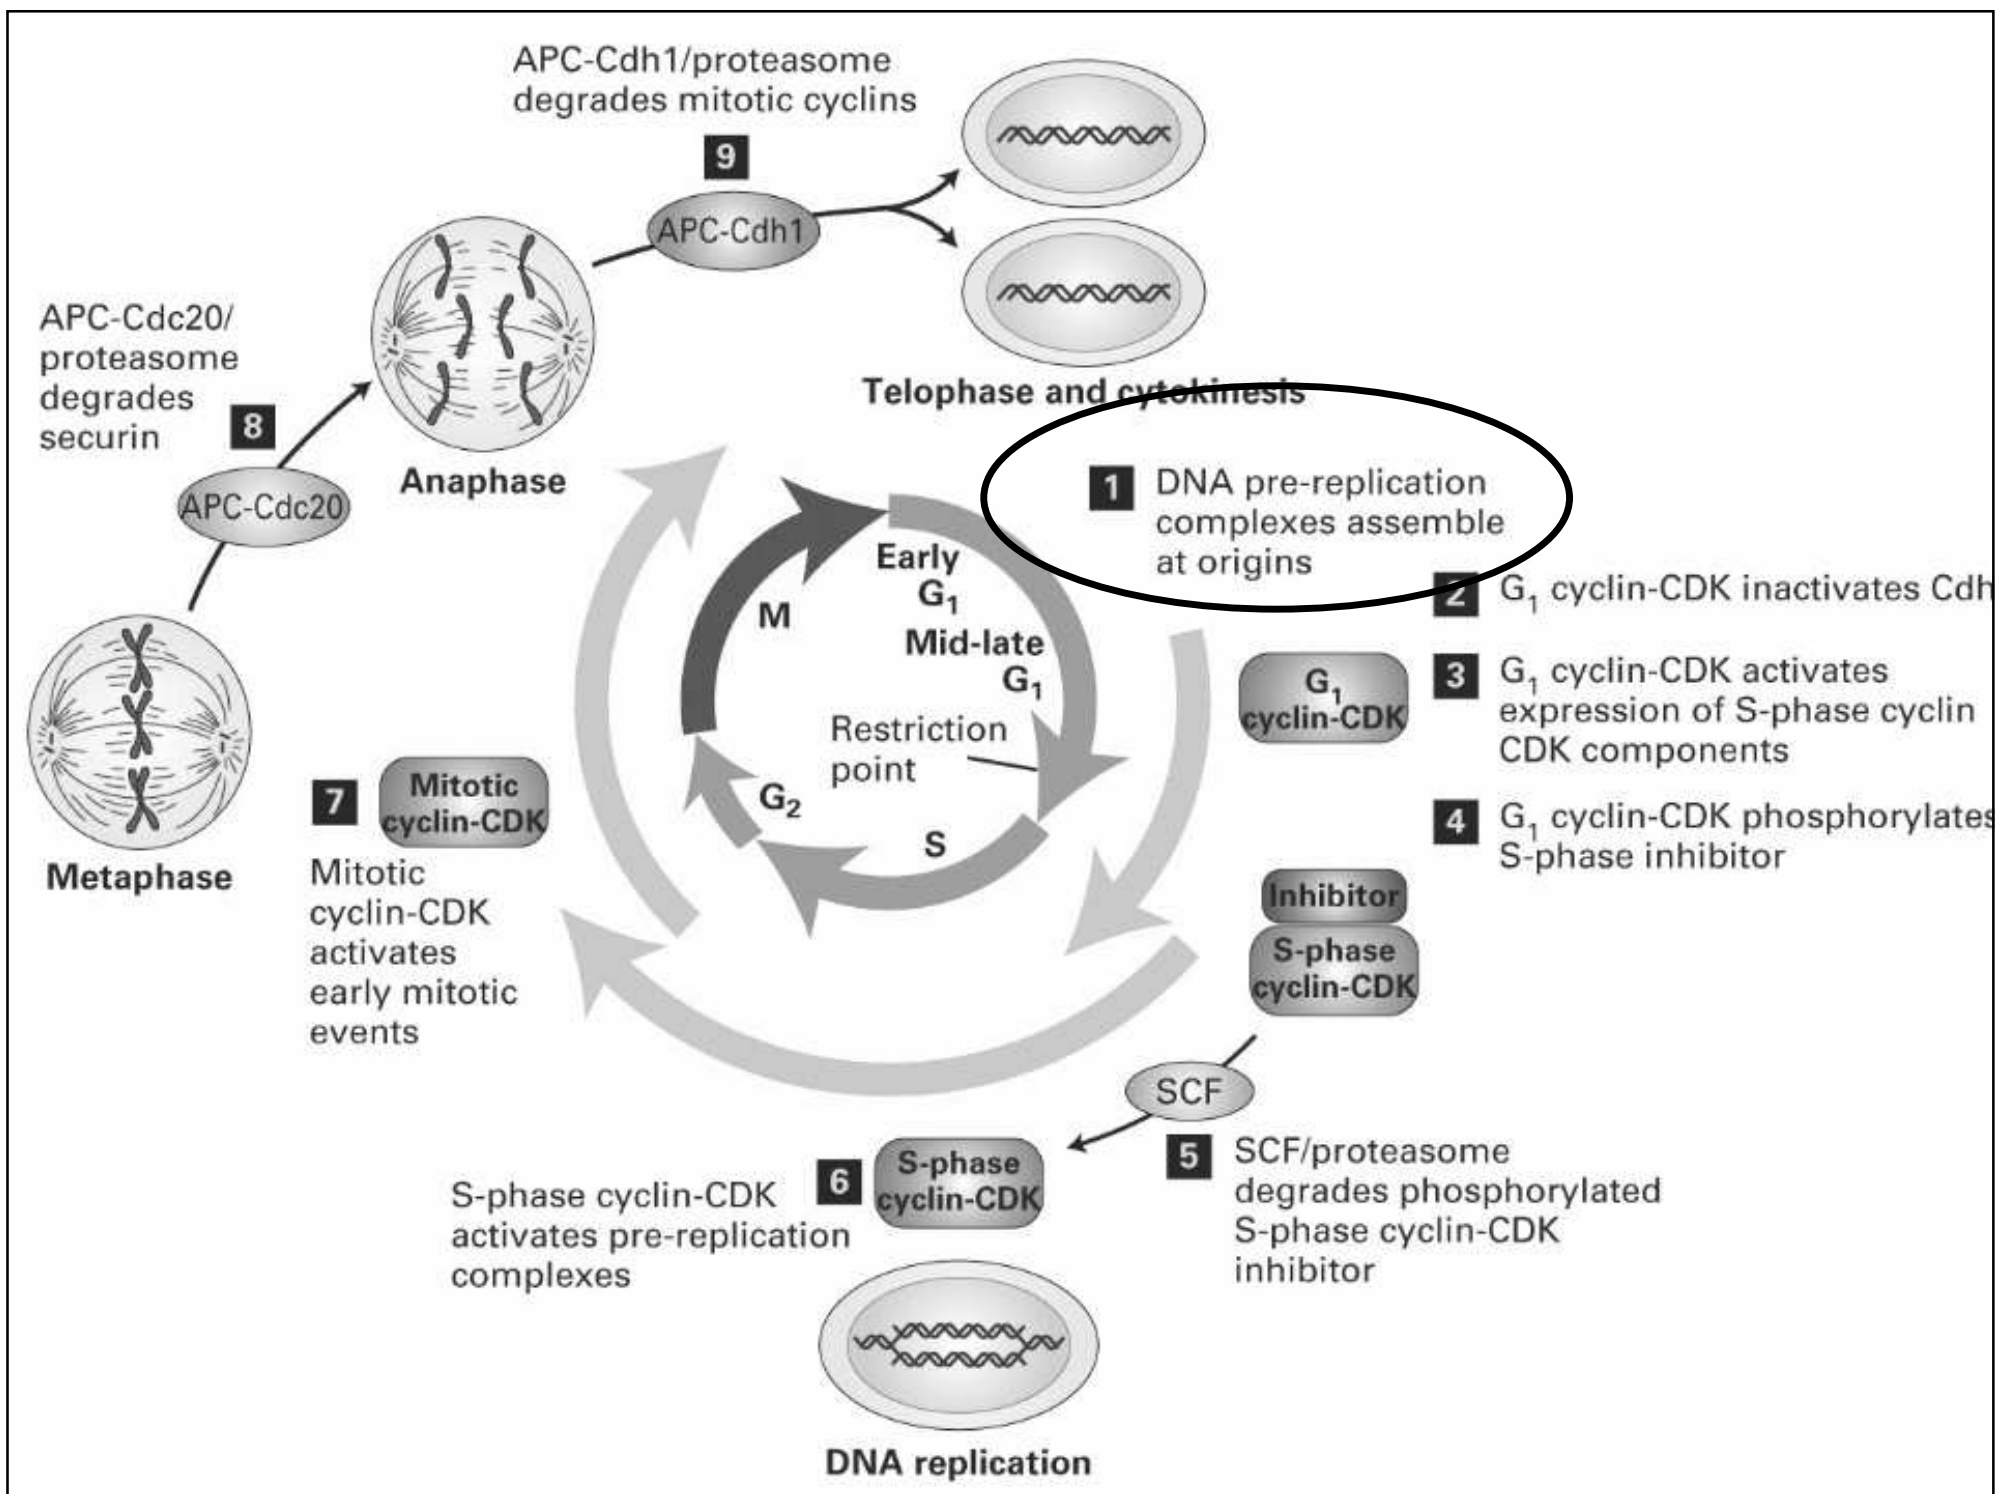 APC-Cdh1/proteasome
degrades mitotic cyclins
9
APC-Cdh1
Telophase and cytokinesis
APC-Cdc20/
proteasome
degrades
securin
8
APC-Cdc20
Anaphase
Metaphase
1 DNA pre-replication
complexes assemble
at origins
2 G1 cyclin-CDK inactivates Cdh
3 G1 cyclin-CDK activates
expression of S-phase cyclin
CDK components
4 G1 cyclin-CDK phosphorylates
S-phase inhibitor
G1
cyclin-CDK
Early
G1
Mid-late
G1
Restriction
point
M
G2
S
7
Mitotic
cyclin-CDK
Mitotic
cyclin-CDK
activates
early mitotic
events
Inhibitor
S-phase
cyclin-CDK
SCF
5 SCF/proteasome
degrades phosphorylated
S-phase cyclin-CDK
inhibitor
6
S-phase
cyclin-CDK
S-phase cyclin-CDK
activates pre-replication
complexes
DNA replication